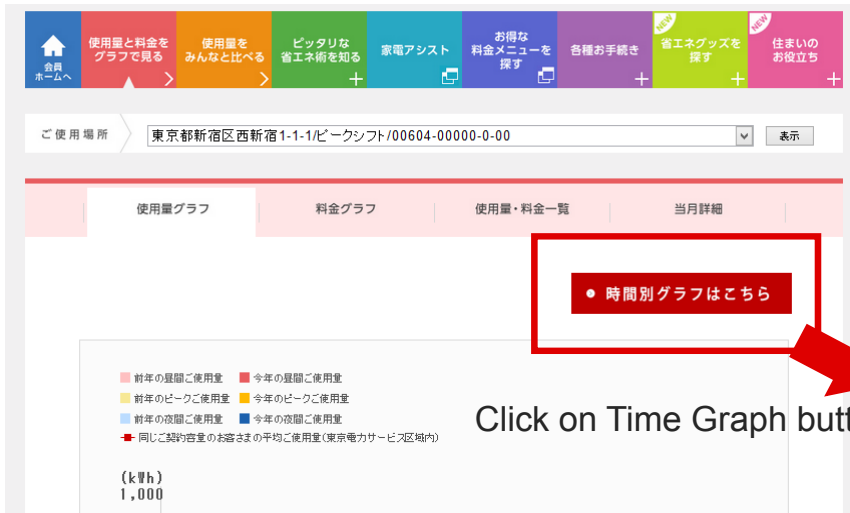 会員
ホームへ
使用量と料金を
グラフで見る
使用量を
みんなと比べる
ピッタリな
省エネ術を知る
家電アシスト
お得な
料金メニューを
探す
各種お手続き
NEW
省エネグッズを
探す
NEW
住まいの
お役立ち
ご使用場所
東京都新宿区西新宿1-1-1/ピークシフト/00604-00000-0-00
表示
使用量グラフ
料金グラフ
使用量・料金一覧
当月詳細
時間別グラフはこちら
前年の昼間ご使用量 今年の昼間ご使用量
前年のピークご使用量 今年のピークご使用量
前年の夜間ご使用量 今年の夜間ご使用量
同じご契約容量のお客さまの平均ご使用量(東京電力サービス区域内)
Click on Time Graph butt
(kWh)
1,000